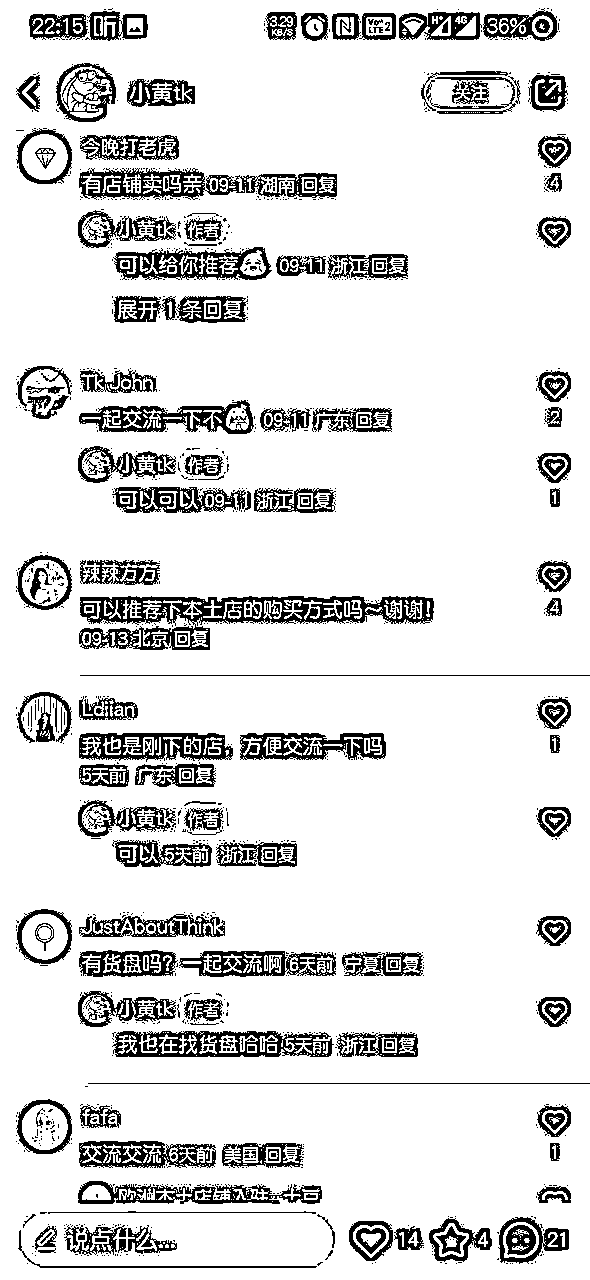 22:15 听
3.29 KB/S N Vo LTE 2 H+ 4G 36%
小黄tk 关注
今晚打老虎
有店铺卖吗亲 09-11 湖南 回复 4
小黄tk 作者
可以给你推荐 09-11 浙江 回复
展开 1 条回复
Tk John
一起交流一下不 09-11 广东 回复 2
小黄tk 作者
可以可以 09-11 浙江 回复 1
辣辣方方
可以推荐下本土店的购买方式吗~谢谢! 4
09-13 北京 回复
Ldiian
我也是刚下的店，方便交流一下吗 1
5天前 广东 回复
小黄tk 作者
可以 5天前 浙江 回复
JustAboutThink
有货盘吗？一起交流啊 6天前 宁夏 回复
小黄tk 作者
我也在找货盘哈哈 5天前 浙江 回复
fafa
交流交流 6天前 美国 回复 1
说点什么... 14 4 21